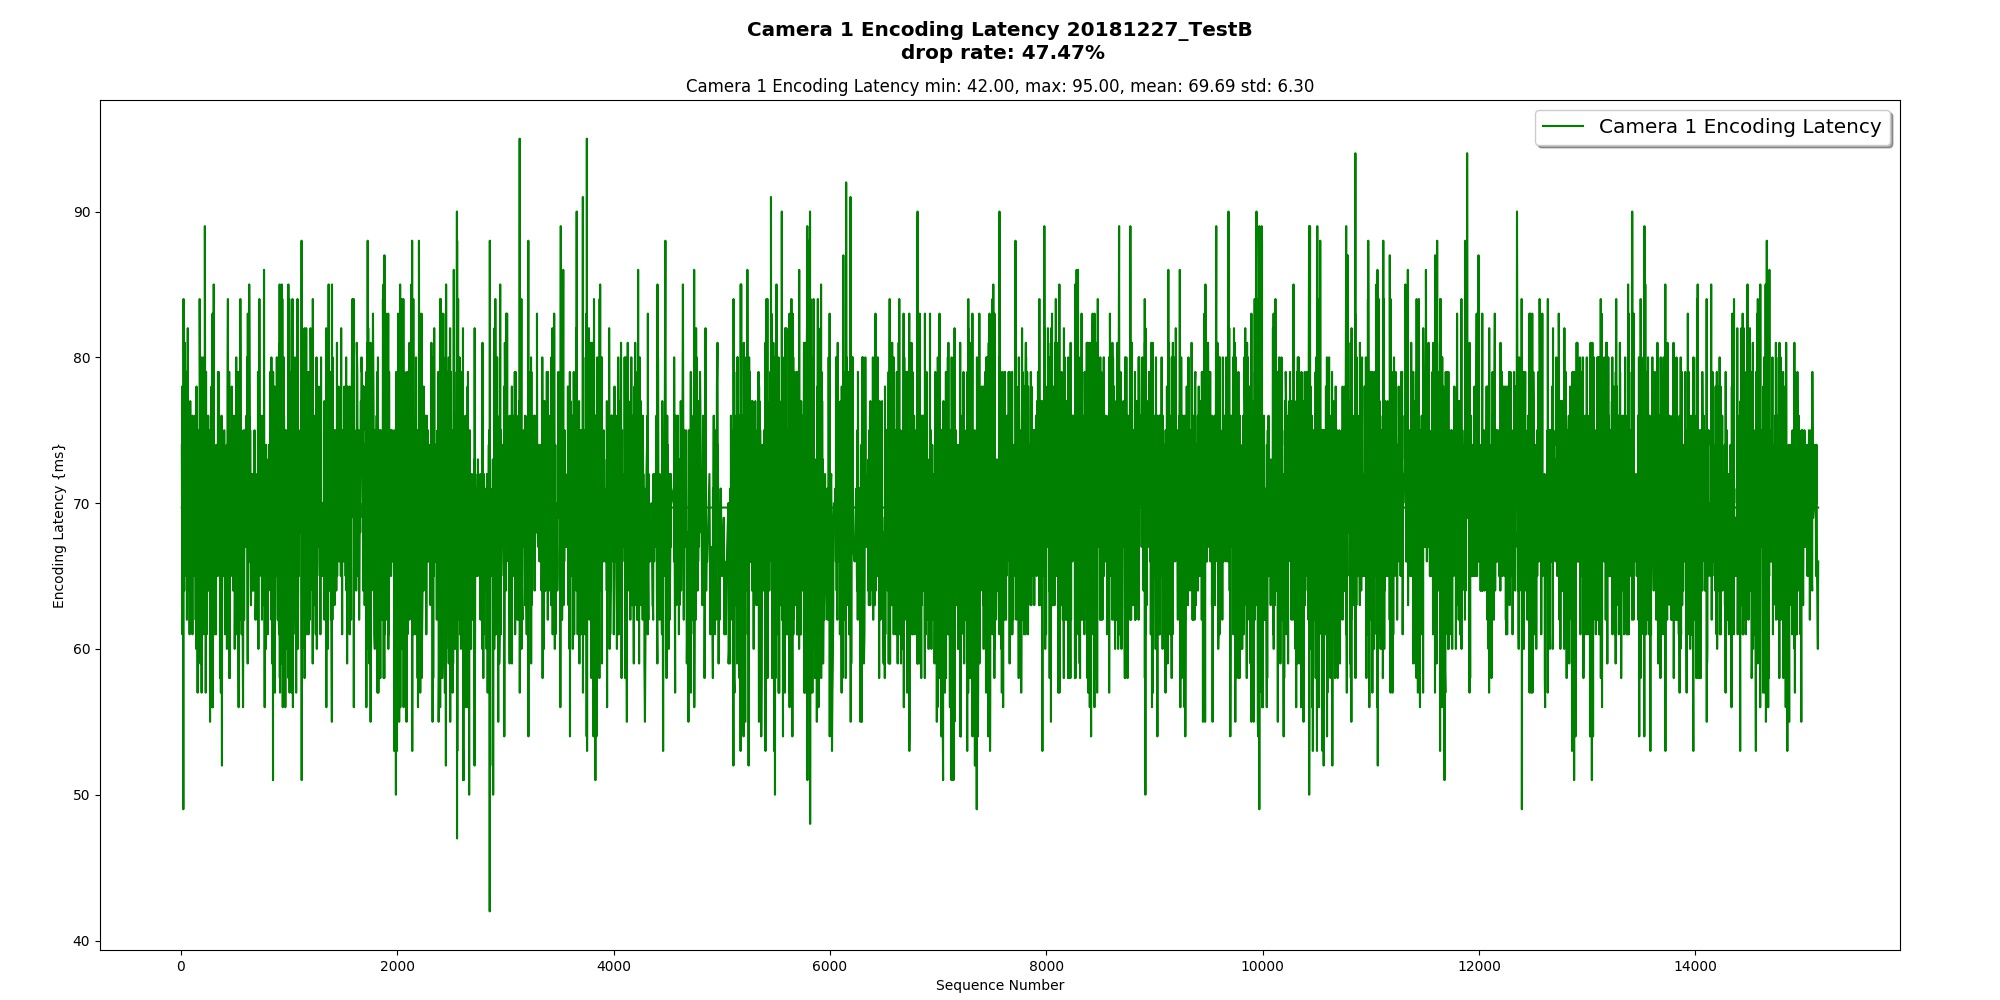 Camera 1 Encoding Latency 20181227_TestB
drop rate: 47.47%
Camera 1 Encoding Latency min: 42.00, max: 95.00, mean: 69.69 std: 6.30
Camera 1 Encoding Latency
90
80
70
60
50
40
Encoding Latency {ms}
0 2000 4000 6000 8000 10000 12000 14000
Sequence Number